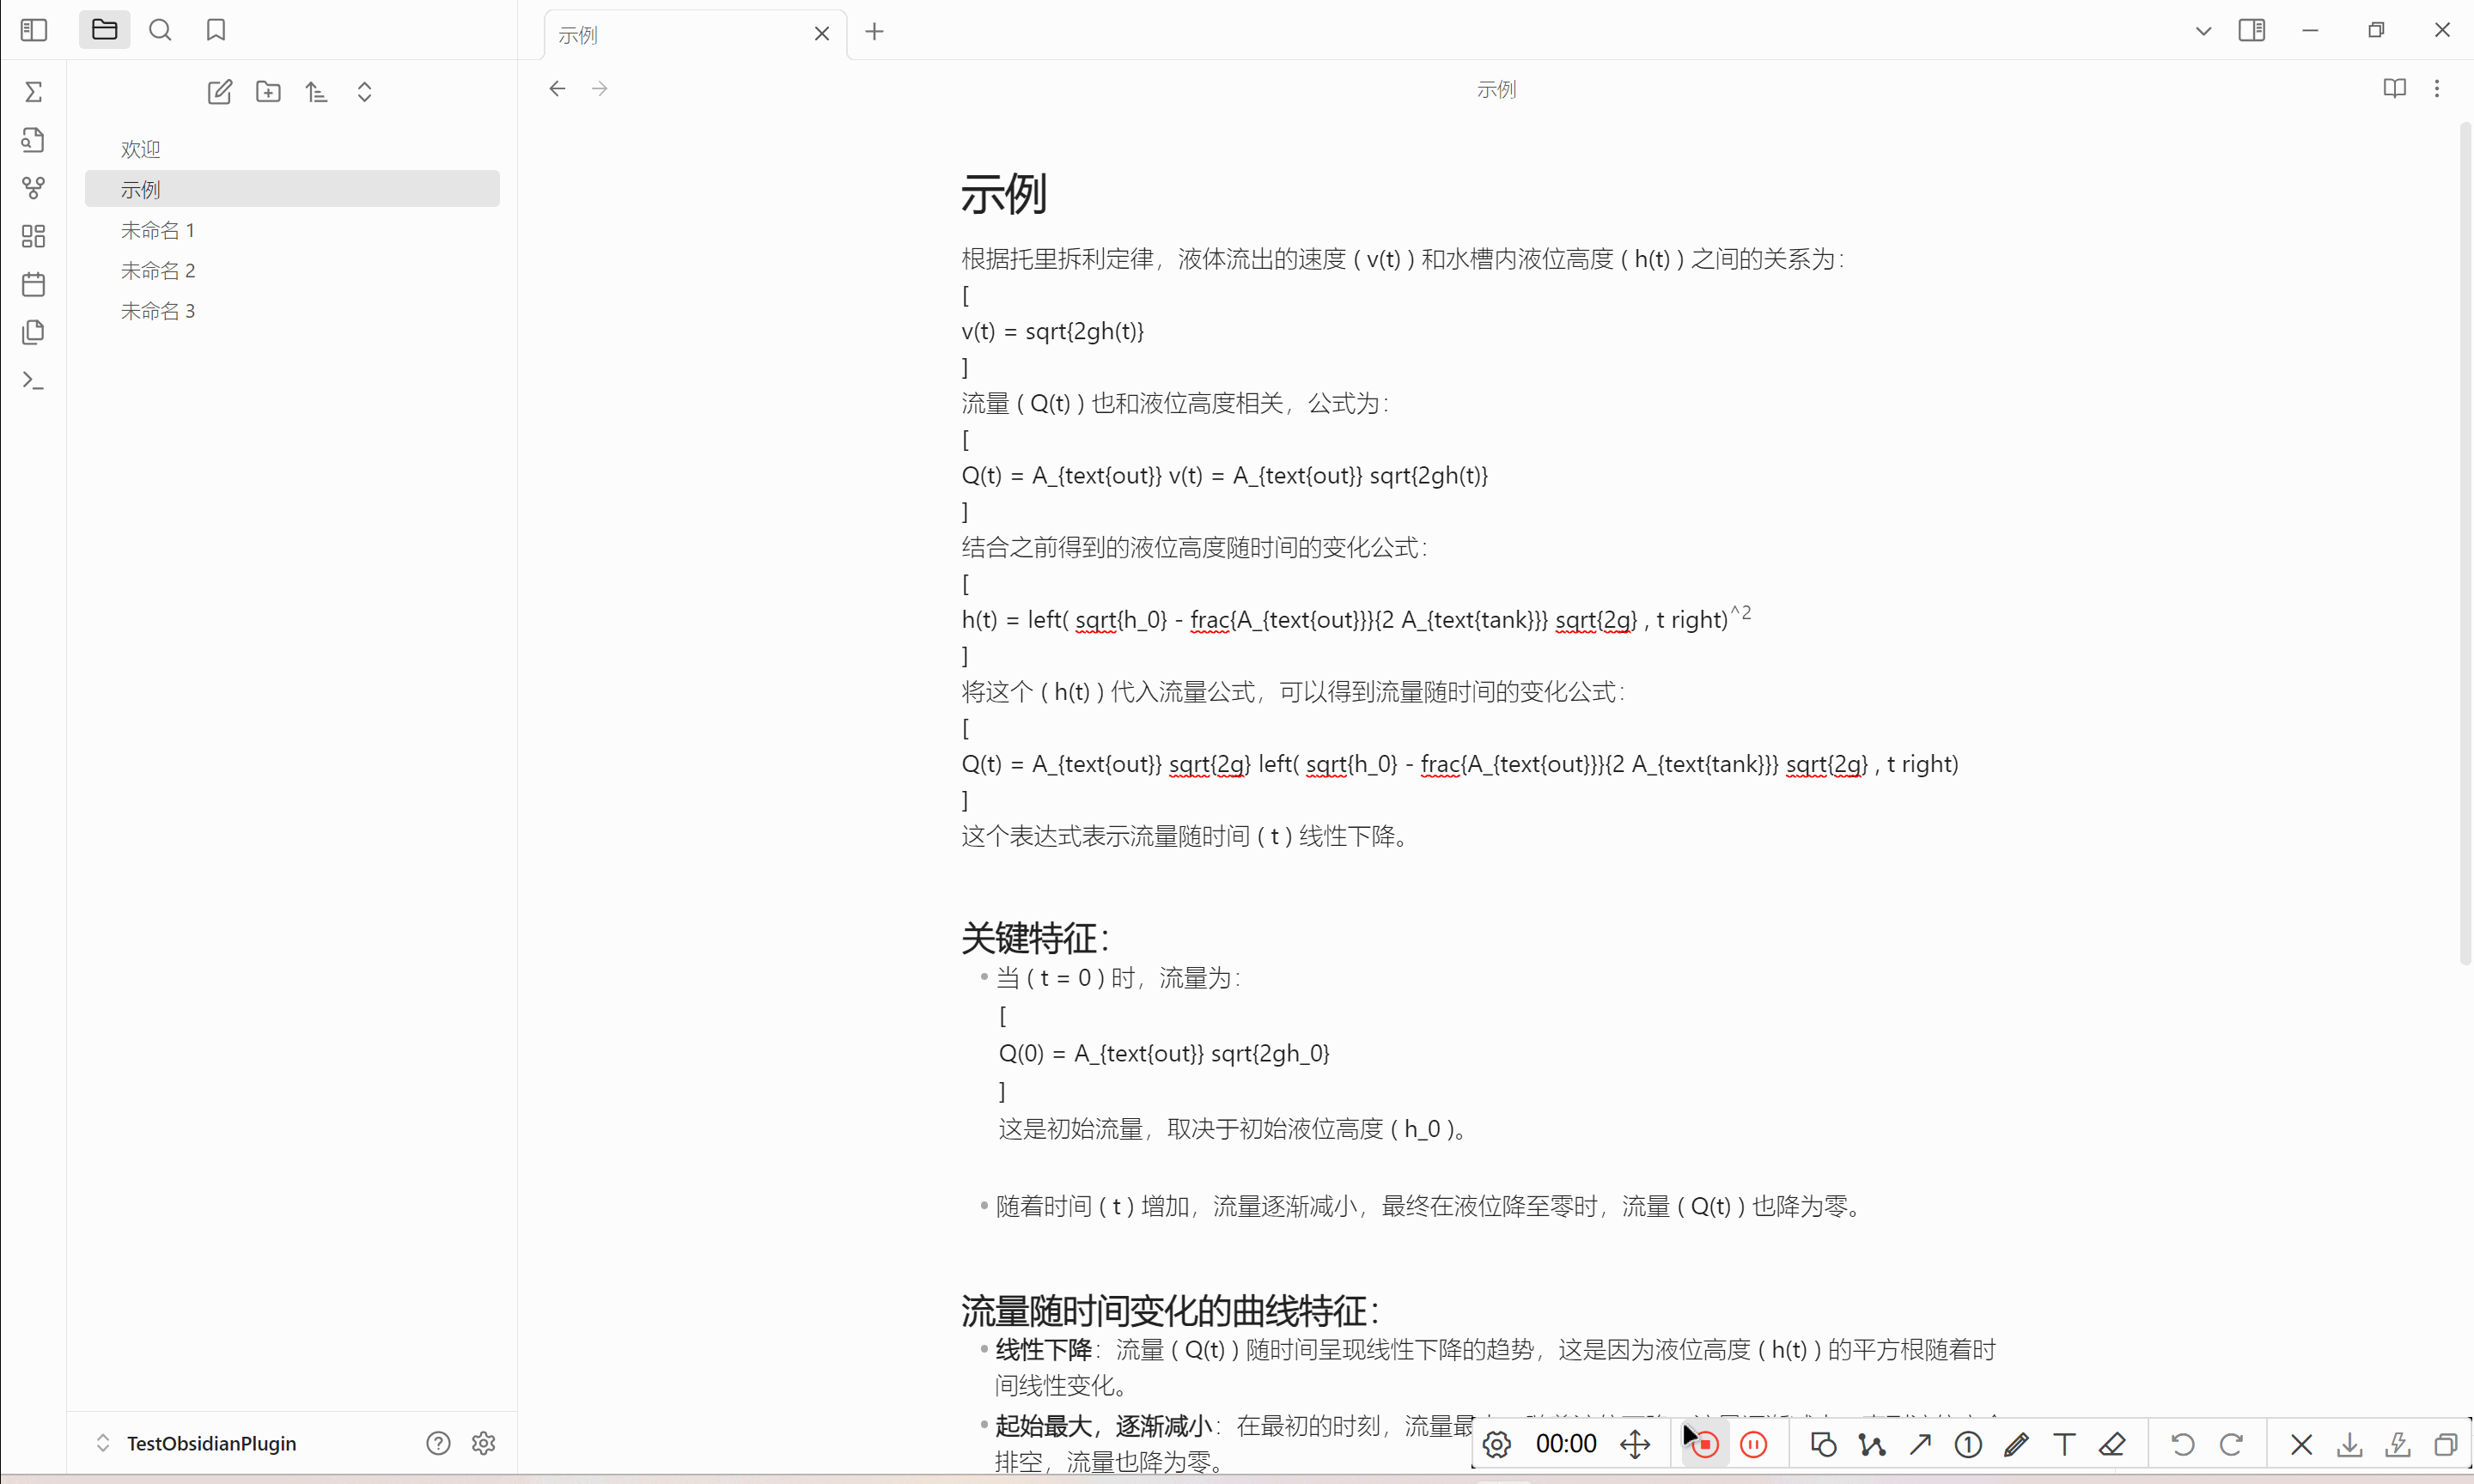 示例
示例
欢迎
示例
未命名 1
未命名 2
未命名 3
示例
根据托里拆利定律，液体流出的速度 ( v(t) ) 和水槽内液位高度 ( h(t) ) 之间的关系为：
[
v(t) = sqrt{2gh(t)}
]
流量 ( Q(t) ) 也和液位高度相关，公式为：
[
Q(t) = A_{text{out}} v(t) = A_{text{out}} sqrt{2gh(t)}
]
结合之前得到的液位高度随时间的变化公式：
[
h(t) = left( sqrt{h_0} - frac{A_{text{out}}}{2 A_{text{tank}}} sqrt{2g} , t right)^2
]
将这个 ( h(t) ) 代入流量公式，可以得到流量随时间的变化公式：
[
Q(t) = A_{text{out}} sqrt{2g} left( sqrt{h_0} - frac{A_{text{out}}}{2 A_{text{tank}}} sqrt{2g} , t right)
]
这个表达式表示流量随时间 ( t ) 线性下降。
关键特征：
当 ( t = 0 ) 时，流量为：
[
Q(0) = A_{text{out}} sqrt{2gh_0}
]
这是初始流量，取决于初始液位高度 ( h_0 )。
随着时间 ( t ) 增加，流量逐渐减小，最终在液位降至零时，流量 ( Q(t) ) 也降为零。
流量随时间变化的曲线特征：
线性下降：流量 ( Q(t) ) 随时间呈现线性下降的趋势，这是因为液位高度 ( h(t) ) 的平方根随着时
间线性变化。
起始最大，逐渐减小：在最初的时刻，流量最
排空，流量也降为零。
TestObsidianPlugin
00:00